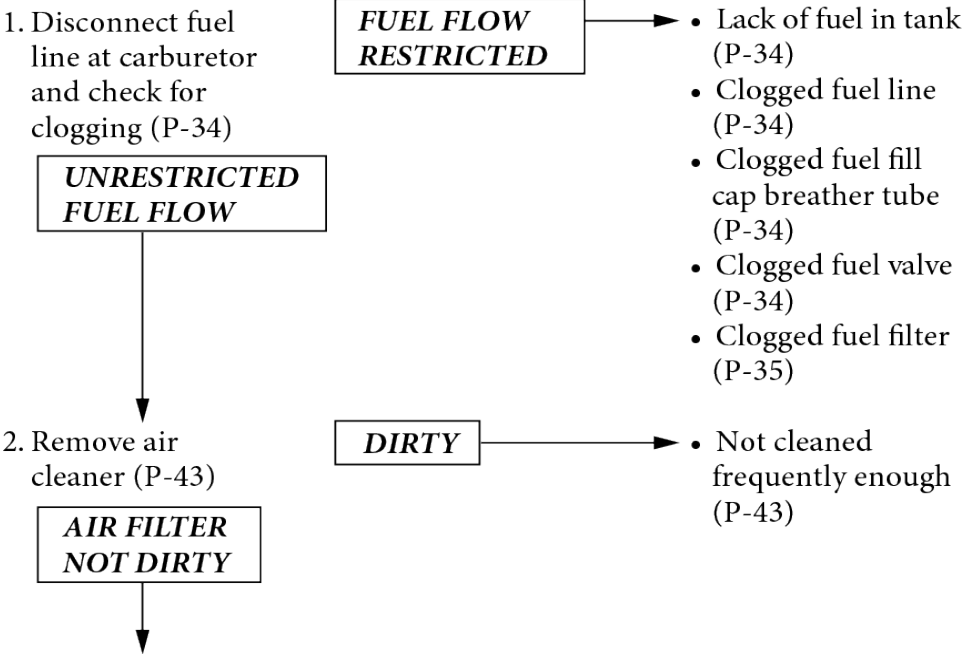 1. Disconnect fuel
line at carburetor
and check for
clogging (P-34)
UNRESTRICTED
FUEL FLOW
FUEL FLOW
RESTRICTED
• Lack of fuel in tank
(P-34)
• Clogged fuel line
(P-34)
• Clogged fuel fill
cap breather tube
(P-34)
• Clogged fuel valve
(P-34)
• Clogged fuel filter
(P-35)
2. Remove air
cleaner (P-43)
AIR FILTER
NOT DIRTY
DIRTY
• Not cleaned
frequently enough
(P-43)